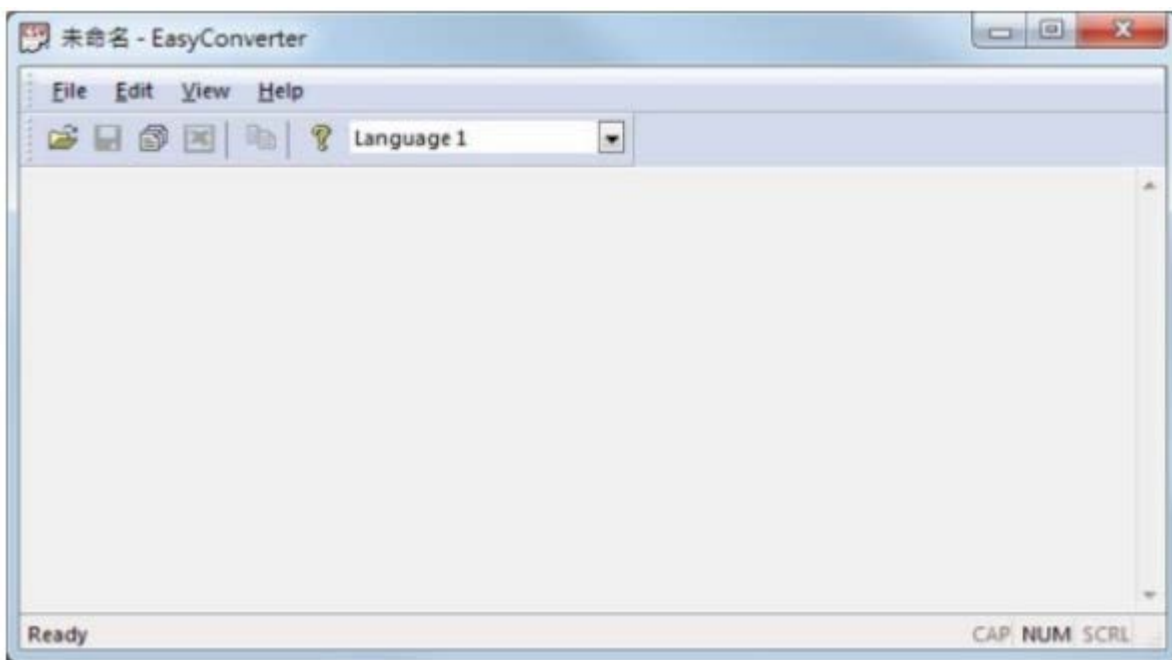 未命名 - EasyConverter
File Edit View Help
Language 1
Ready CAP NUM SCRL